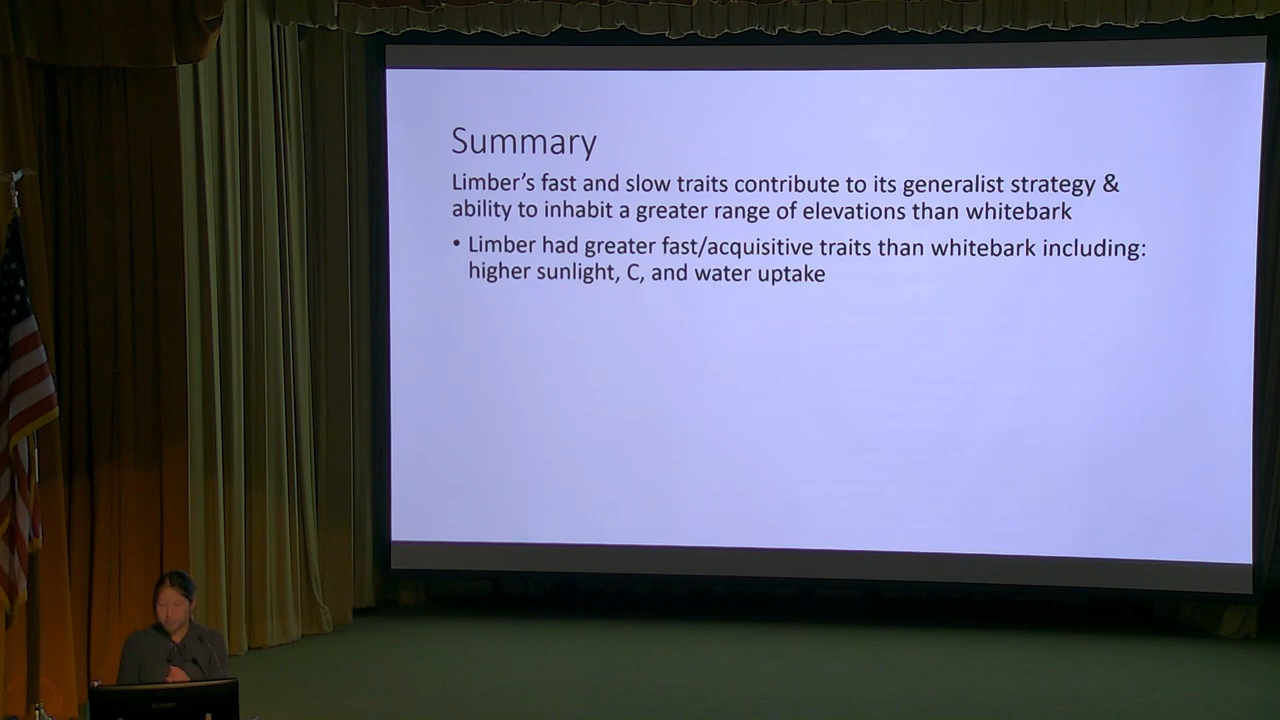 Summary
Limber's fast and slow traits contribute to its generalist strategy &
ability to inhabit a greater range of elevations than whitebark
• Limber had greater fast/acquisitive traits than whitebark including:
higher sunlight, C, and water uptake